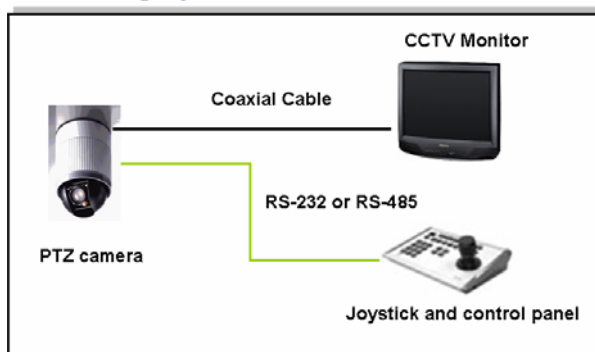 CCTV Monitor
Coaxial Cable
RS-232 or RS-485
PTZ camera
Joystick and control panel